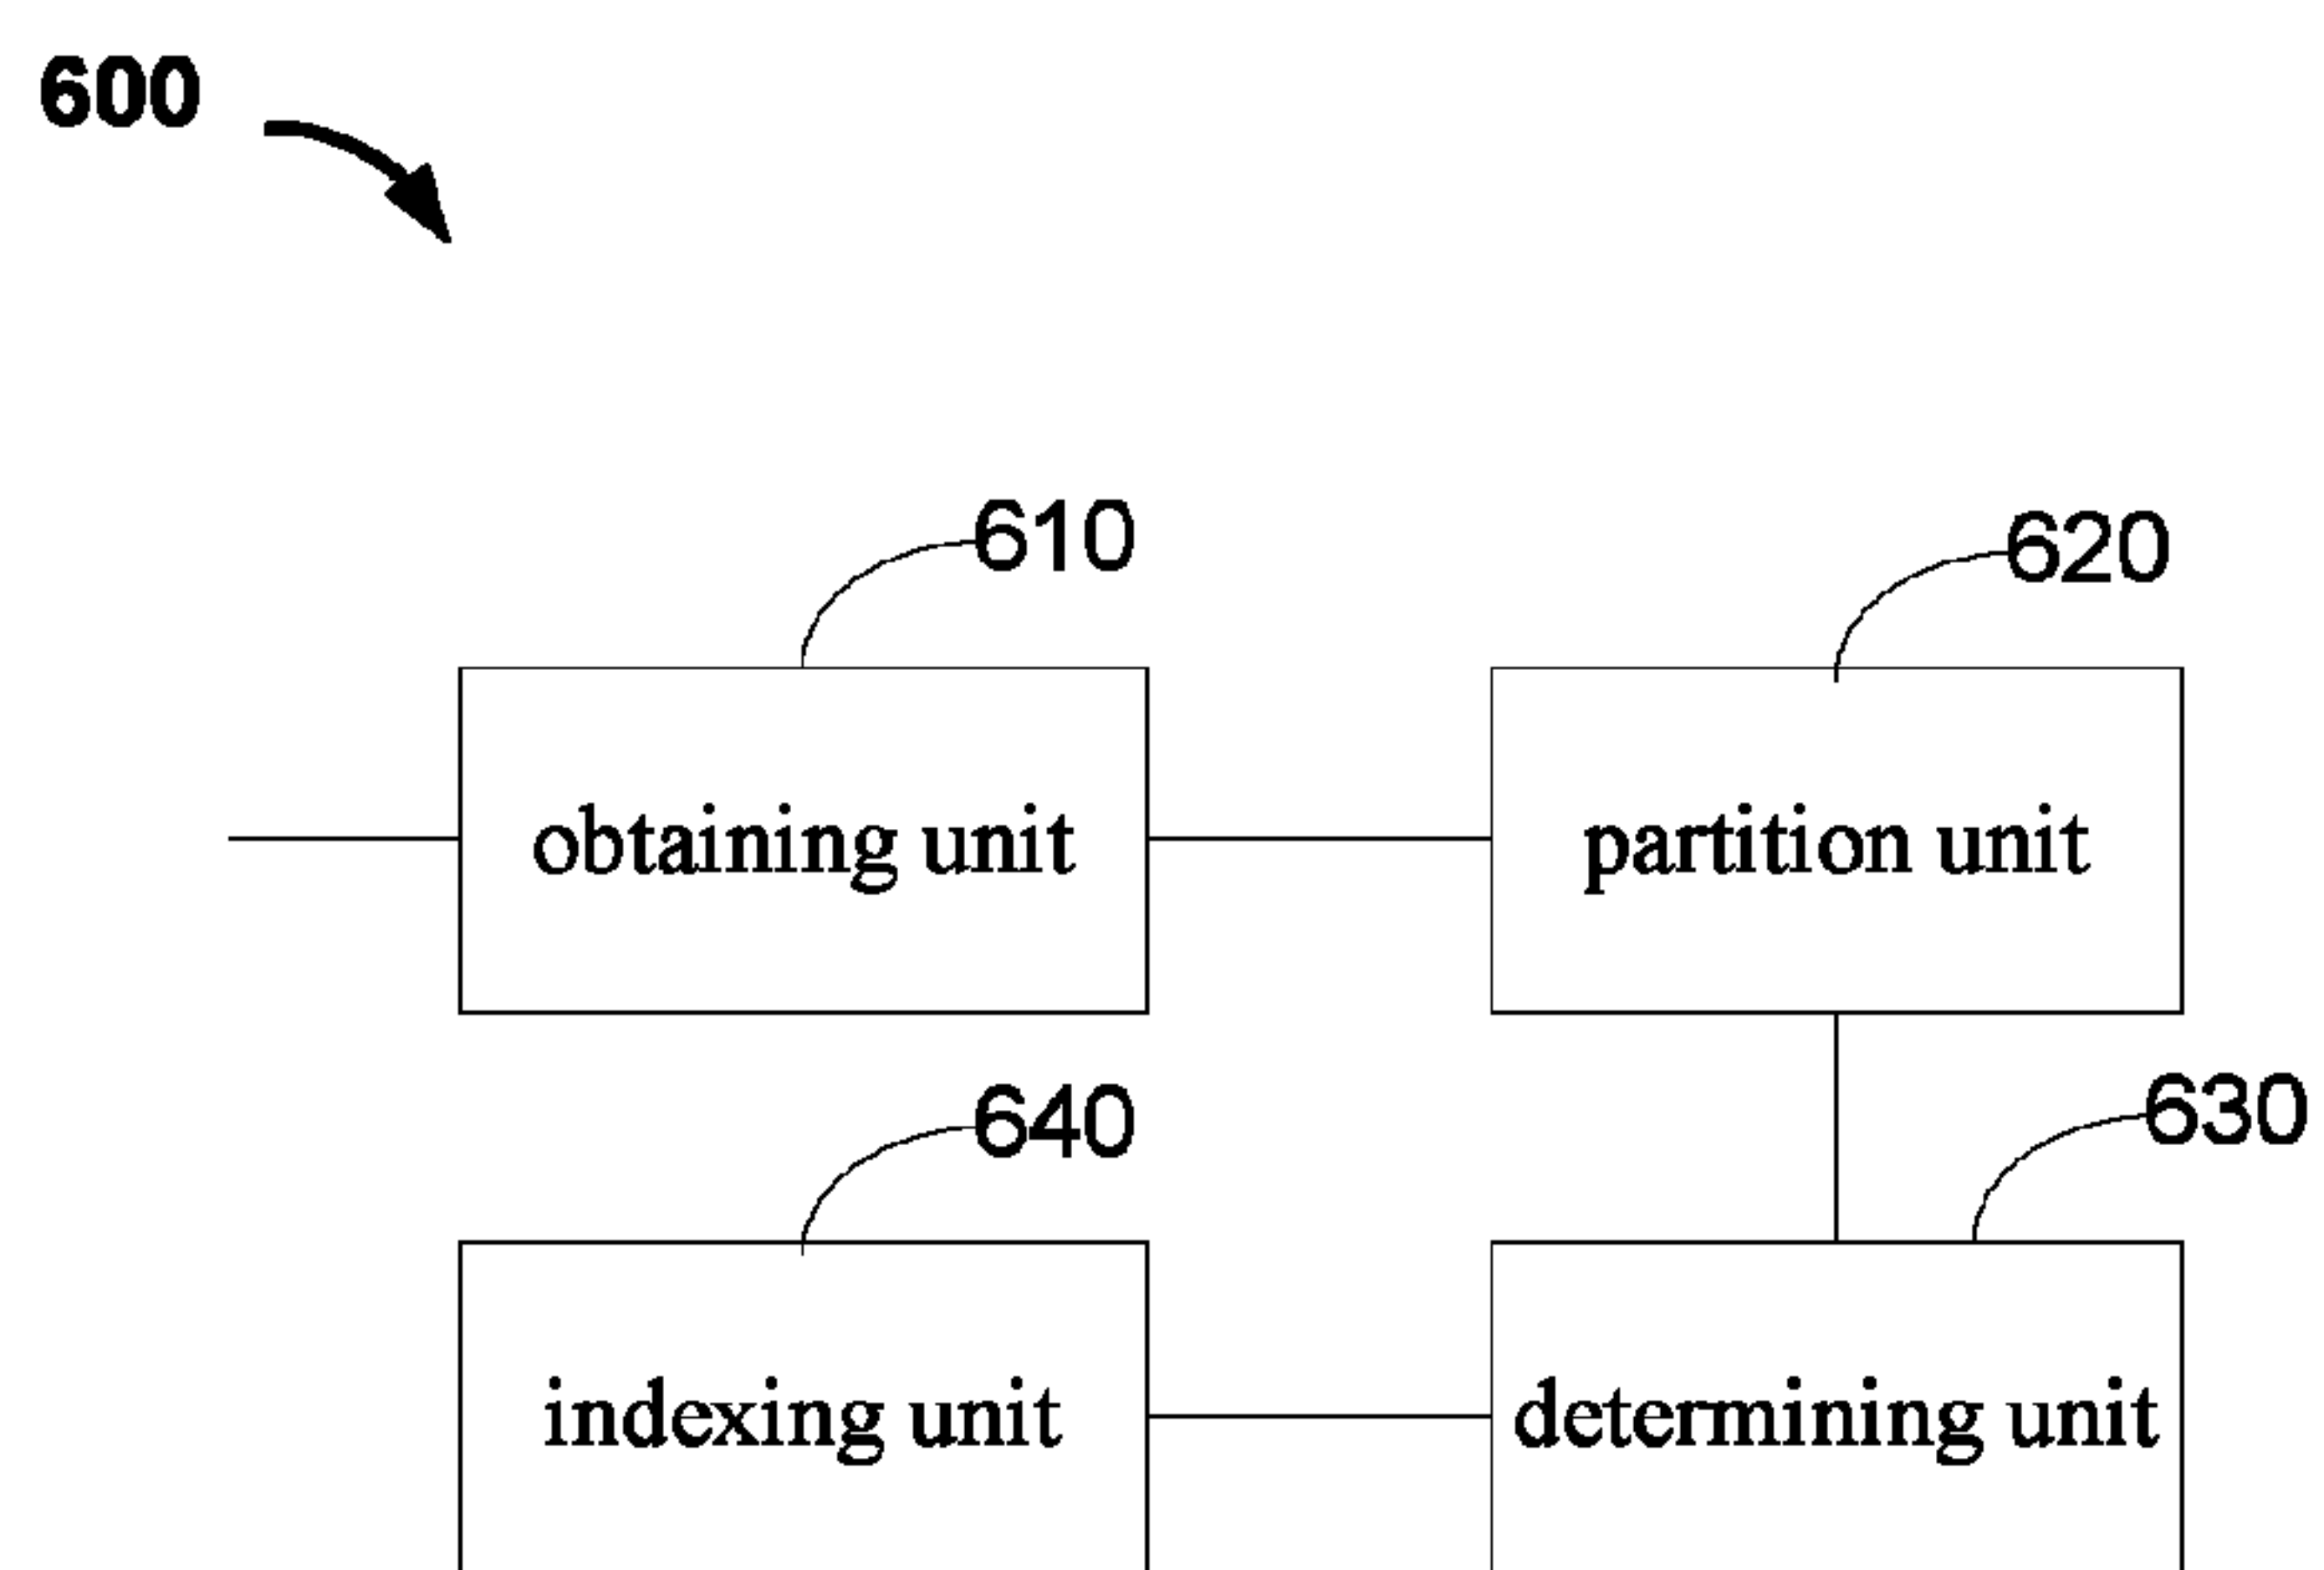 600
610
620
obtaining unit
partition unit
640
630
indexing unit
determining unit